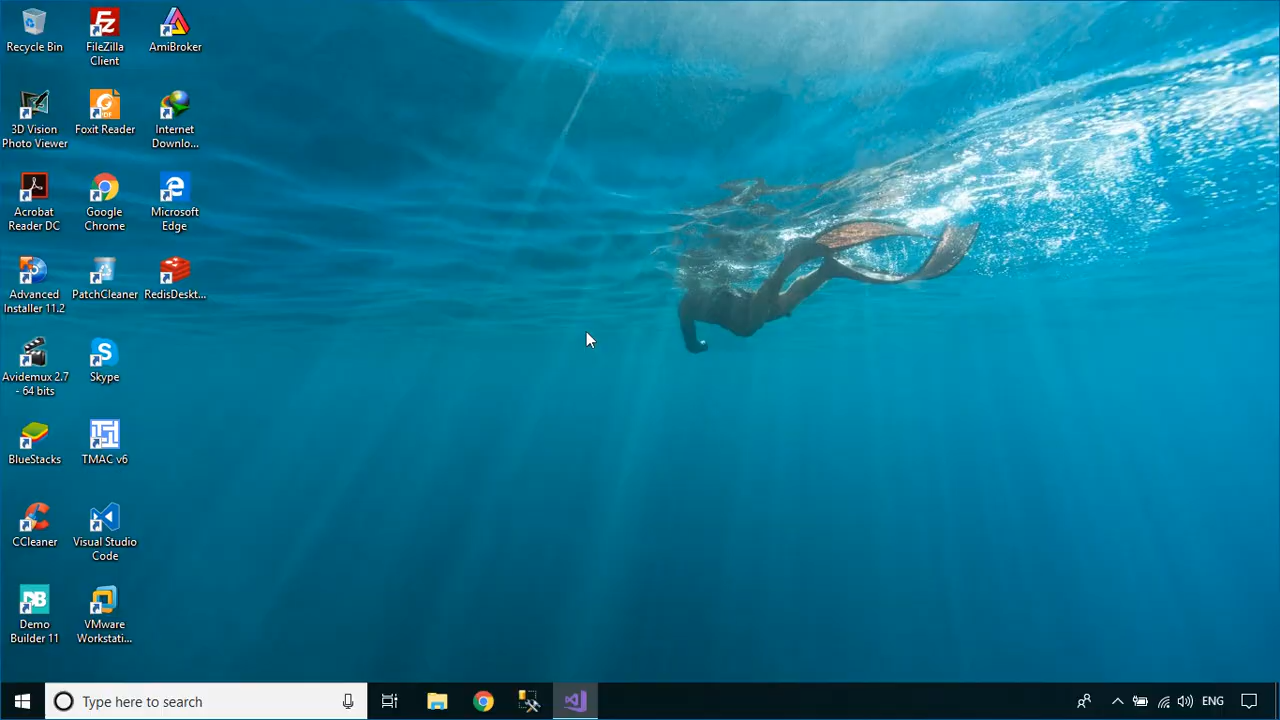 Recycle Bin
FileZilla
Client
AmiBroker
3D Vision
Photo Viewer
Foxit Reader
PDF
Internet
Downlo...
Acrobat
Reader DC
Google
Chrome
Microsoft
Edge
Advanced
Installer 11.2
PatchCleaner
RedisDeskt...
Avidemux 2.7
- 64 bits
Skype
BlueStacks
TMAC v6
CCleaner
Visual Studio
Code
DB
Demo
Builder 11
VMware
Workstati...
Type here to search
ENG